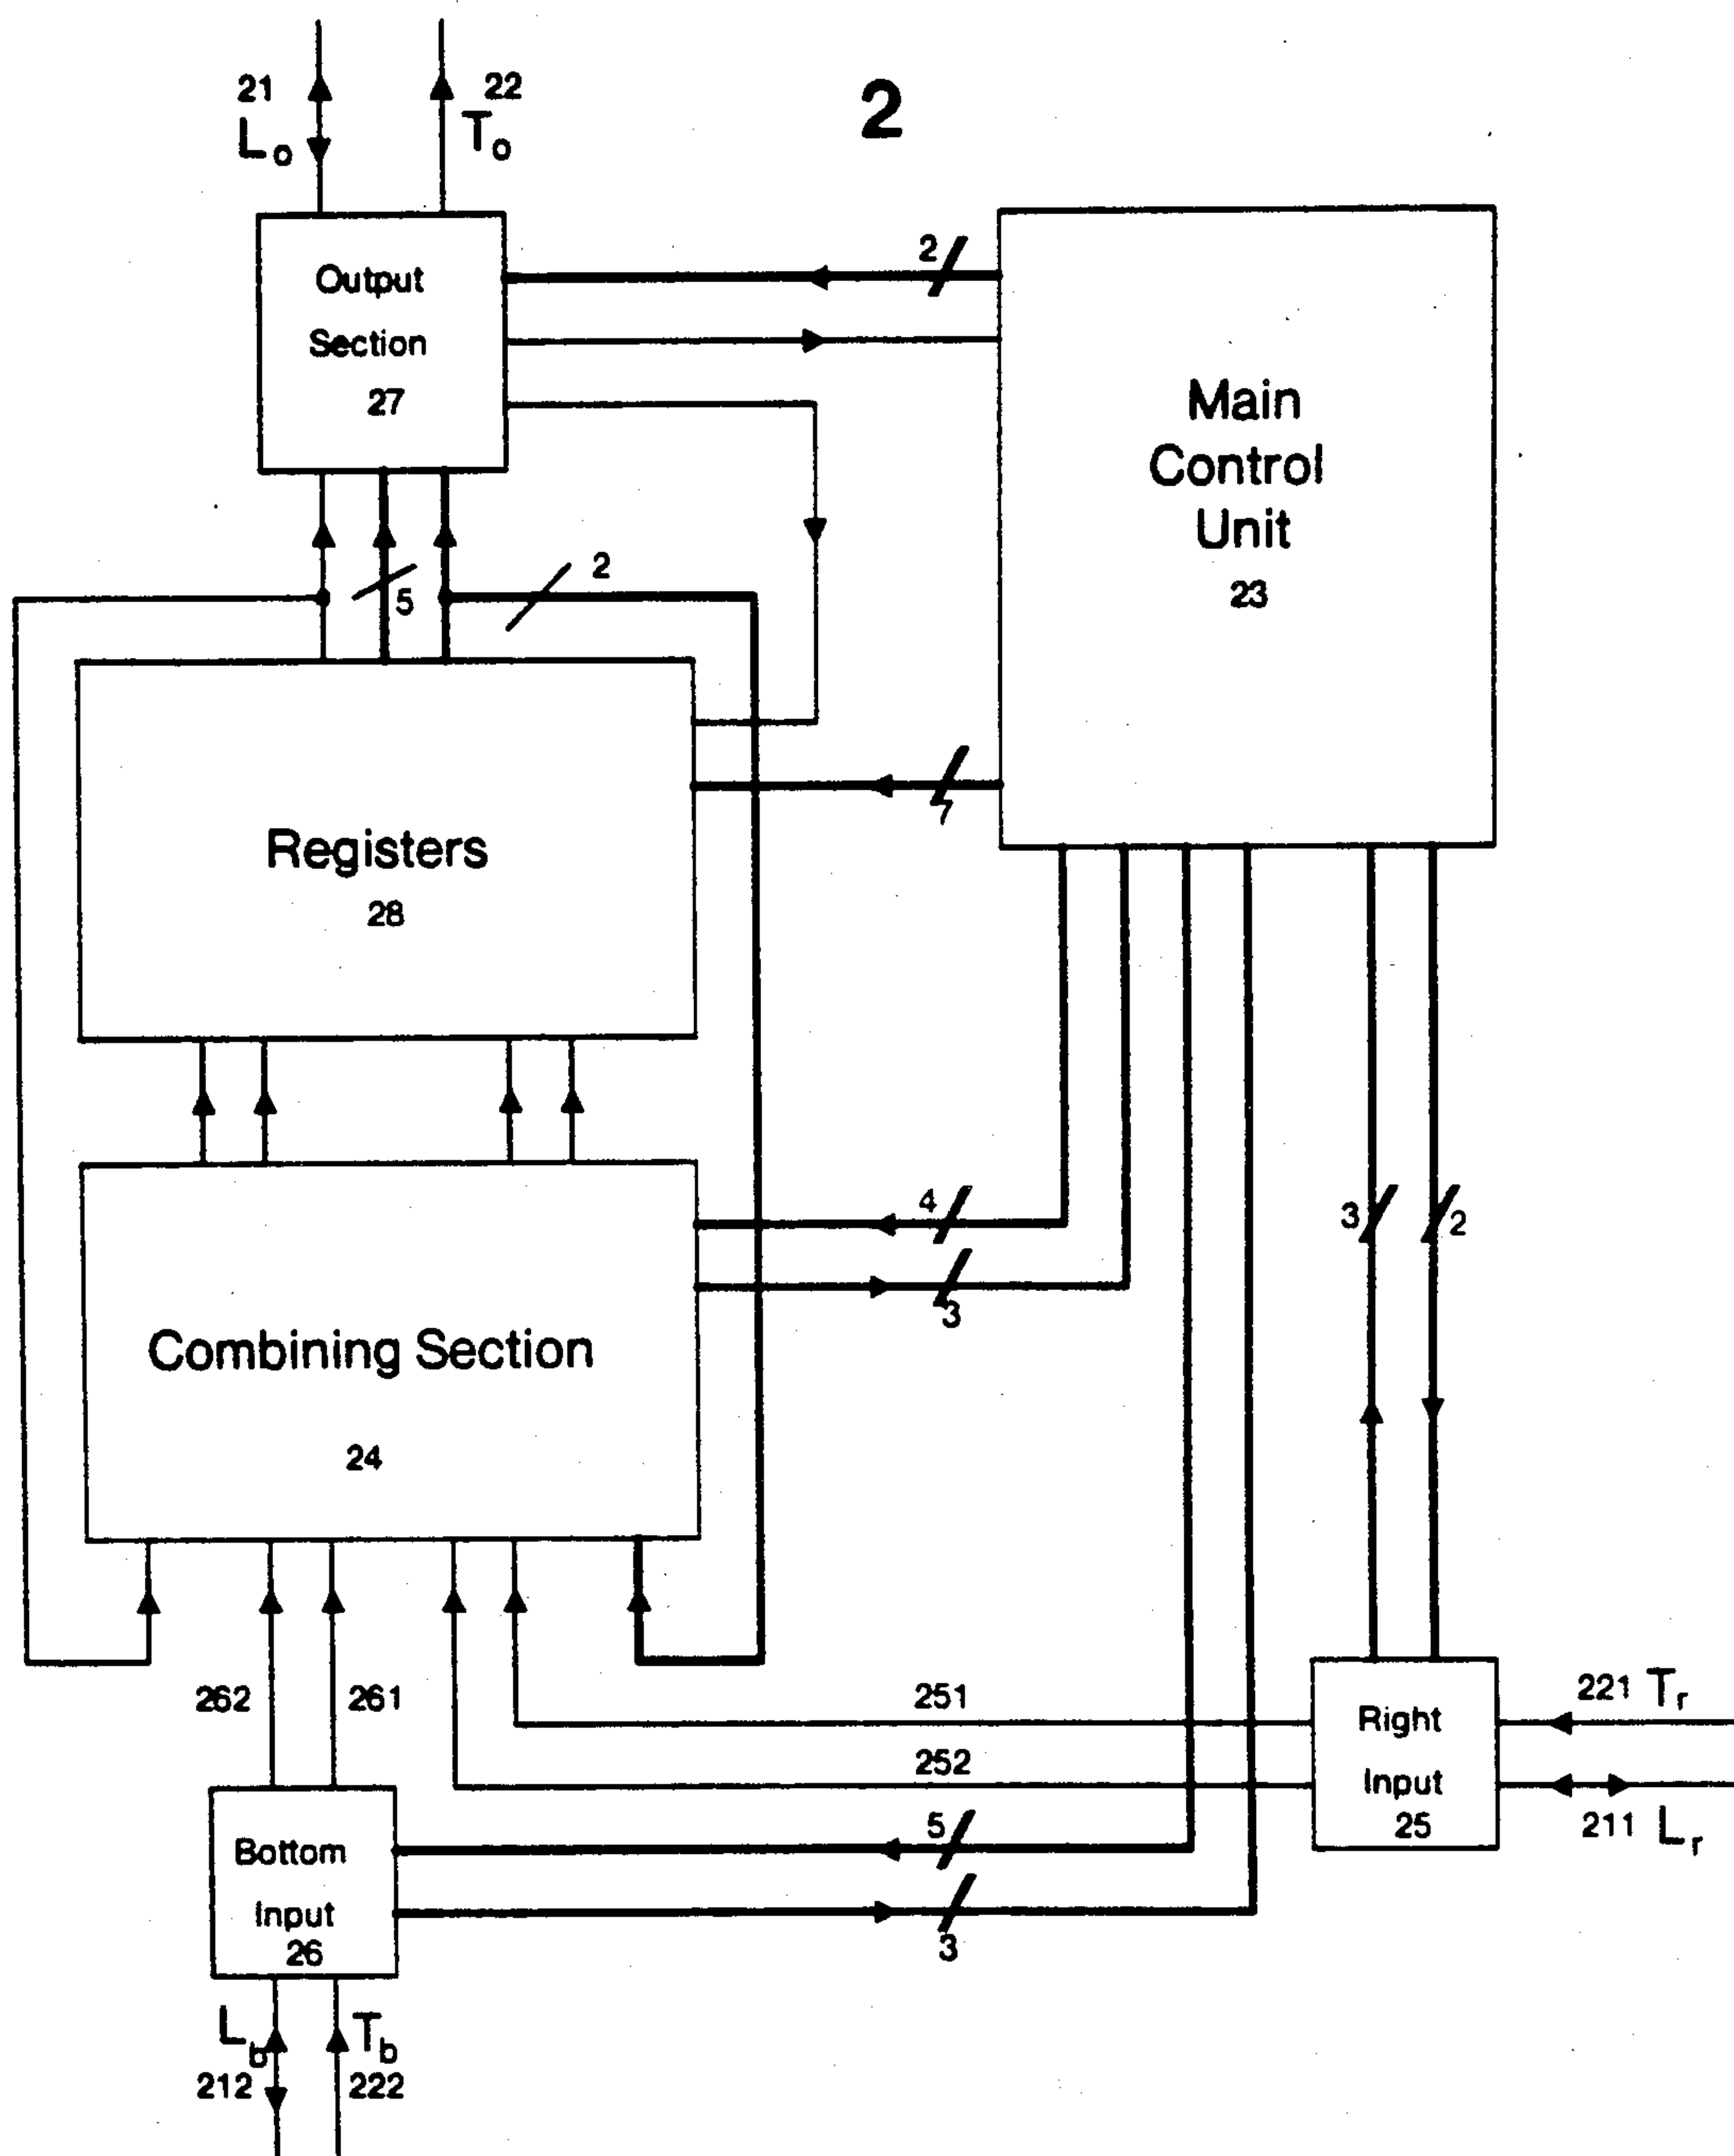 21
22
2
Lo
To
2
Output
Section
27
Main
Control
Unit
23
2
5
7
Registers
28
4
3
2
3
Combining Section
24
262
261
251
221 Tr
Right
Input
25
252
211 Lr
5
Bottom
Input
26
3
Lb
Tb
212
222